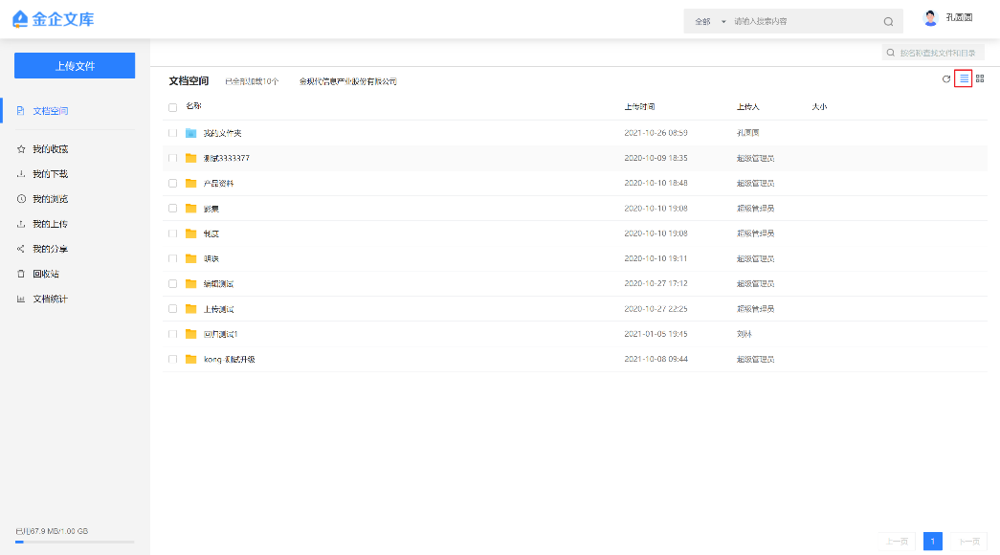 金企文库
全部 请输入搜索内容
孔圆圆
上传文件
按名称查找文件和目录
文档空间 已全部加载10个 金现代信息产业股份有限公司
文档空间
我的收藏
我的下载
我的浏览
我的上传
我的分享
回收站
文档统计
名称 上传时间 上传人 大小
我的文件夹 2021-10-26 08:59 孔圆圆
测试3333377 2020-10-09 18:35 超级管理员
产品资料 2020-10-10 18:48 超级管理员
影集 2020-10-10 19:08 超级管理员
制度 2020-10-10 19:08 超级管理员
2020-10-10 19:11 超级管理员
编辑测试 2020-10-27 17:12 超级管理员
上传测试 2020-10-27 22:25 超级管理员
回归测试1 2021-01-05 19:45 刘林
kong-测试升级 2021-10-08 09:44 超级管理员
已用67.9 MB/1.00 GB
上一页 1 下一页